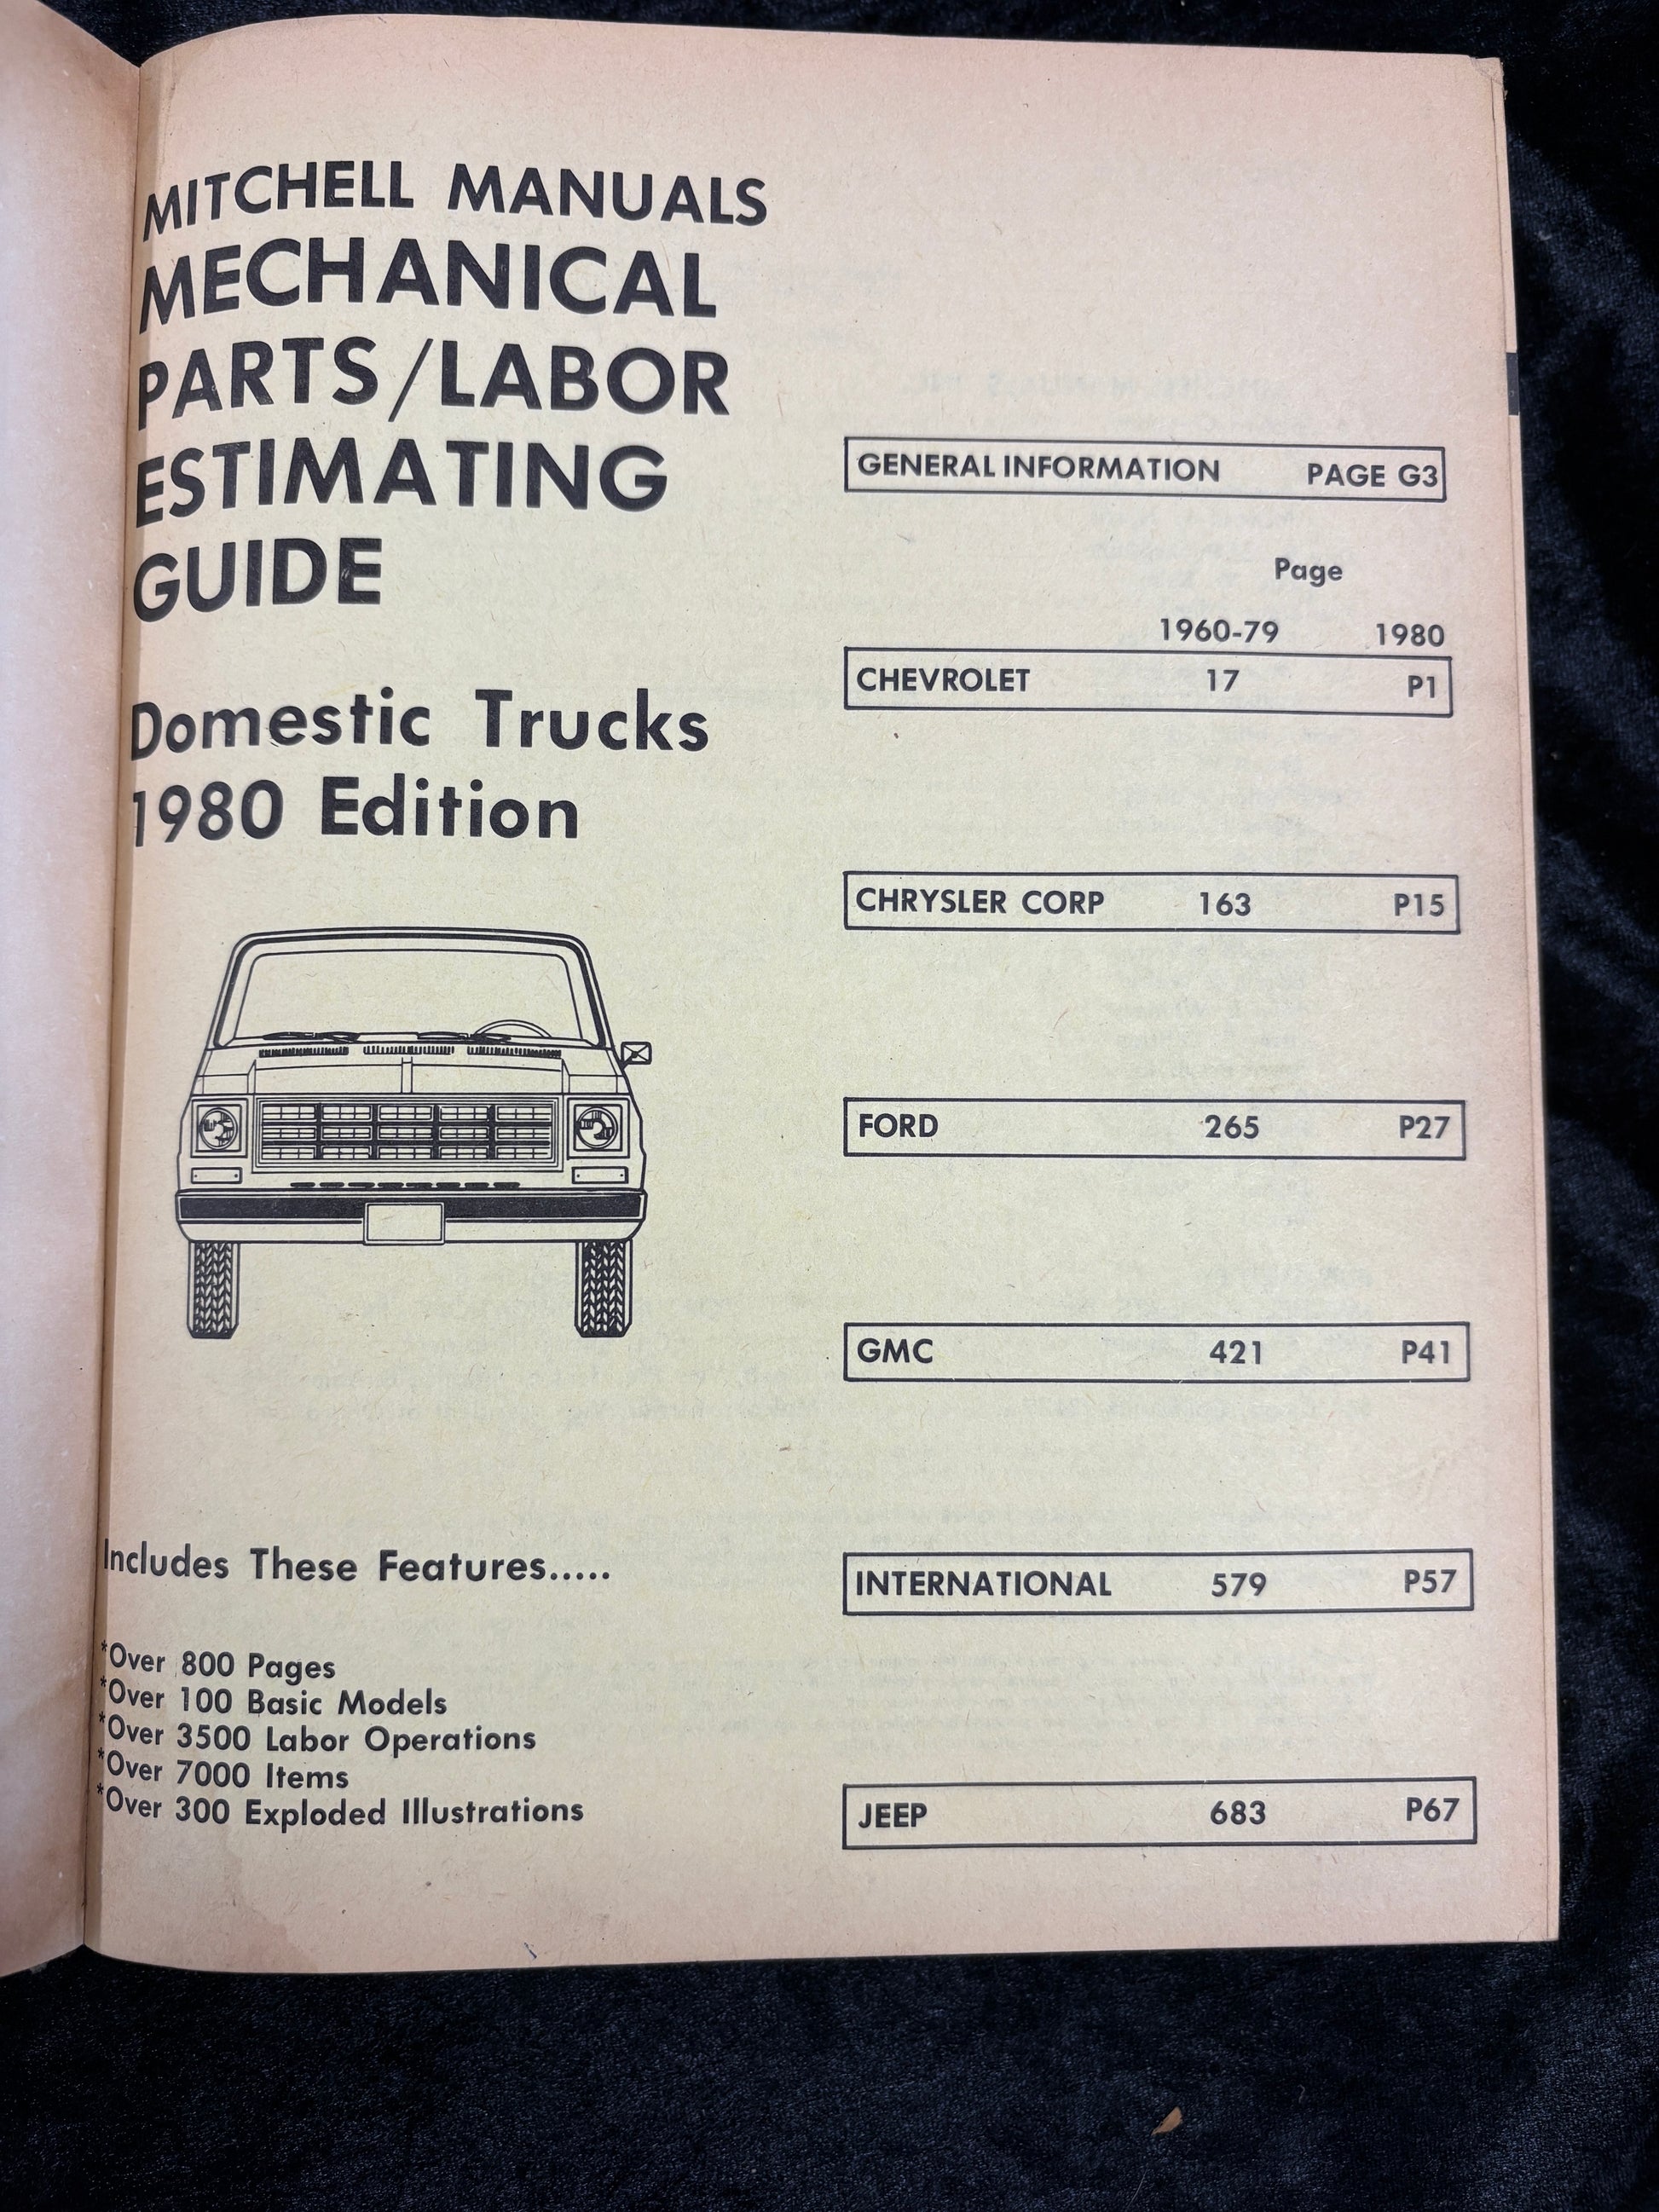 MITCHELL MANUALS
MECHANICAL
PARTS/LABOR
ESTIMATING
GUIDE
Domestic Trucks
1980 Edition
Includes These Features.....
*Over 800 Pages
*Over 100 Basic Models
*Over 3500 Labor Operations
*Over 7000 Items
*Over 300 Exploded Illustrations
GENERAL INFORMATION PAGE G3
Page
1960-79 1980
CHEVROLET 17 P1
CHRYSLER CORP 163 P15
FORD 265 P27
GMC 421 P41
INTERNATIONAL 579 P57
JEEP 683 P67